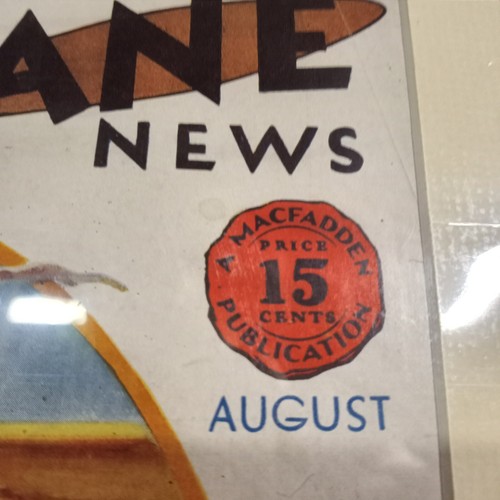 ANE
NEWS
A MACFADDEN
PRICE
15
CENTS
PUBLICATION
AUGUST